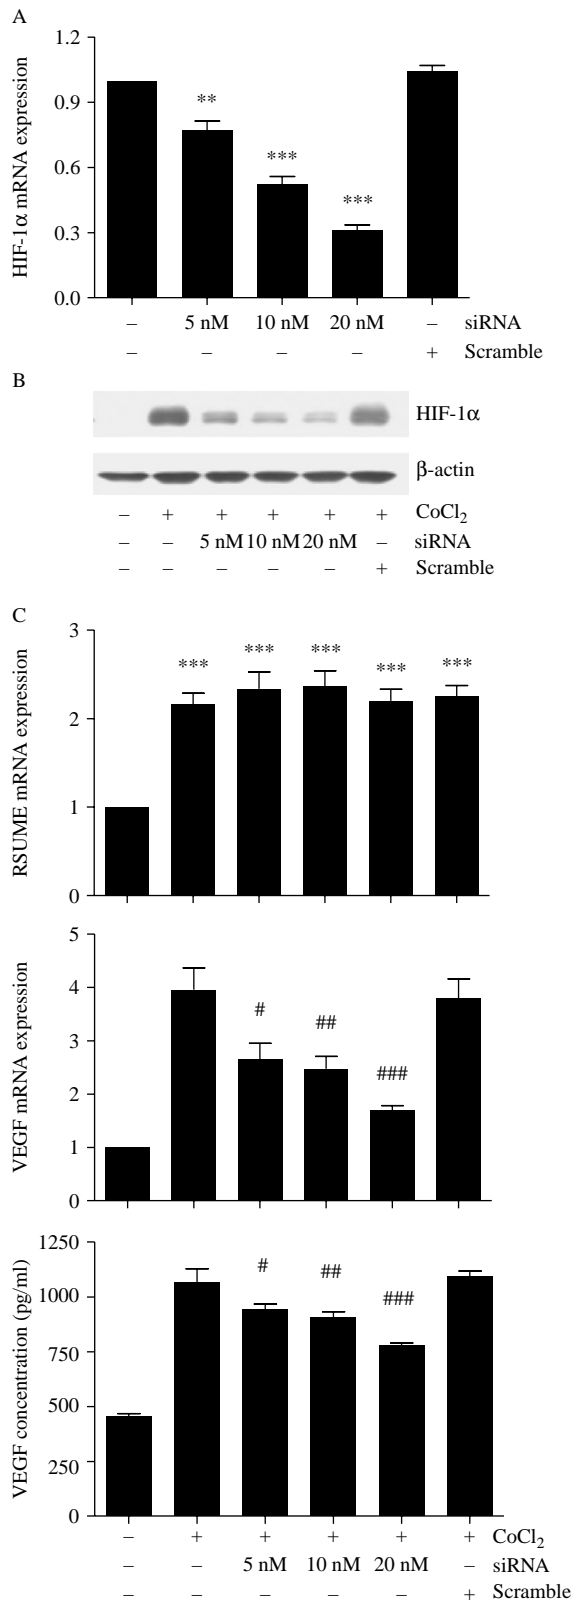 A
HIF-1α mRNA expression
1.2
0.9
0.6
0.3
0.0
**
***
***
– 5 nM 10 nM 20 nM – siRNA
– – – – + Scramble
B
HIF-1α
β-actin
– + + + + + CoCl₂
– – 5 nM 10 nM 20 nM – siRNA
– – – – – + Scramble
C
RSUME mRNA expression
3
2
1
0
*** *** *** *** ***
VEGF mRNA expression
5
4
3
2
1
0
# ## ###
VEGF concentration (pg/ml)
1250
1000
750
450
250
0
# ## ###
– + + + + + CoCl₂
– – 5 nM 10 nM 20 nM – siRNA
– – – – – + Scramble